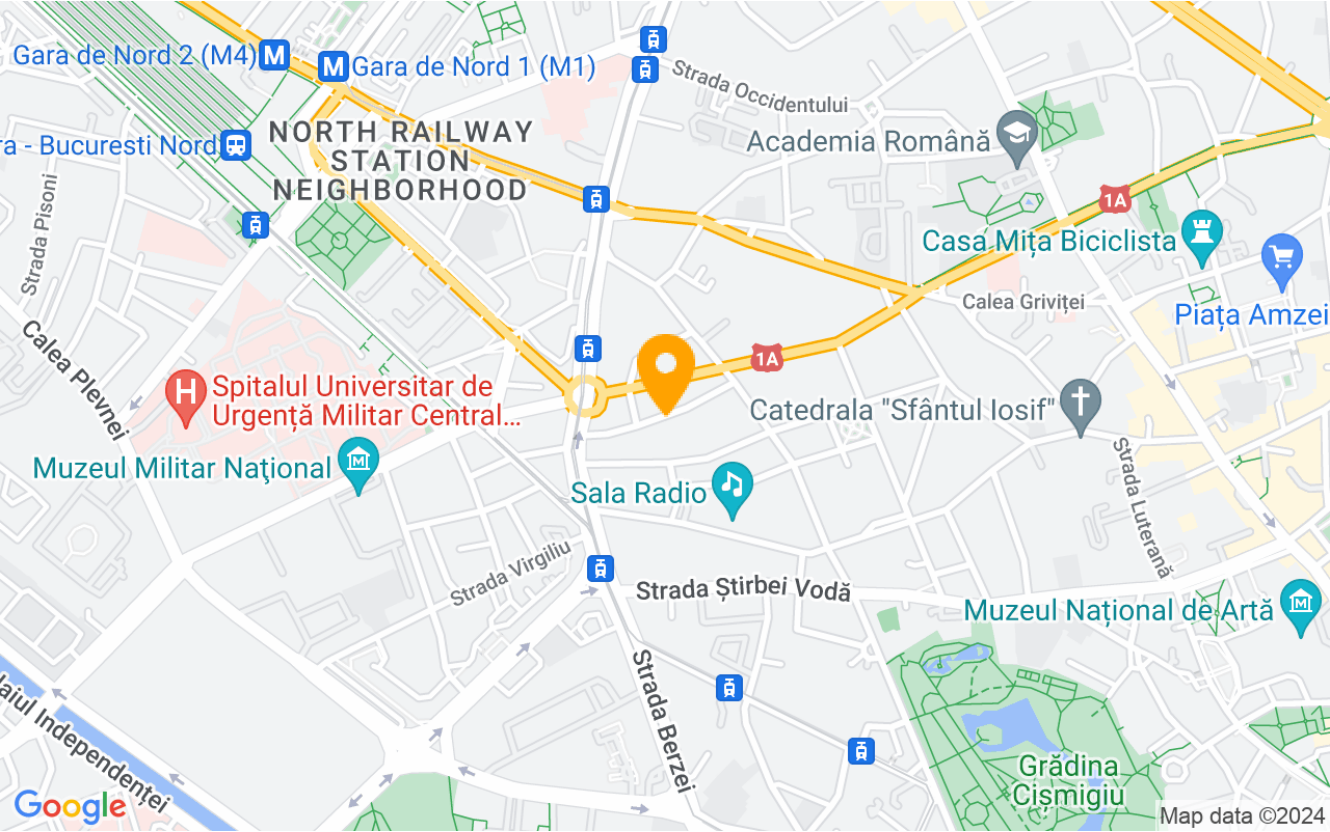 Gara de Nord 2 (M4)
M
M
Gara de Nord 1 (M1)
Strada Occidentului
ra - Bucuresti Nord
NORTH RAILWAY
STATION
NEIGHBORHOOD
Academia Română
Strada Pisoni
1A
Casa Mița Biciclista
Calea Griviței
Piața Amzei
Calea Plevnei
1A
H
Spitalul Universitar de
Urgență Militar Central...
Catedrala "Sfântul Iosif"
Muzeul Militar Naţional
M
Sala Radio
Strada Luterană
Strada Virgiliu
Strada Știrbei Vodă
Muzeul Național de Artă
M
Strada Berzei
laiul Independenței
Grădina
Cișmigiu
Google
Map data ©2024